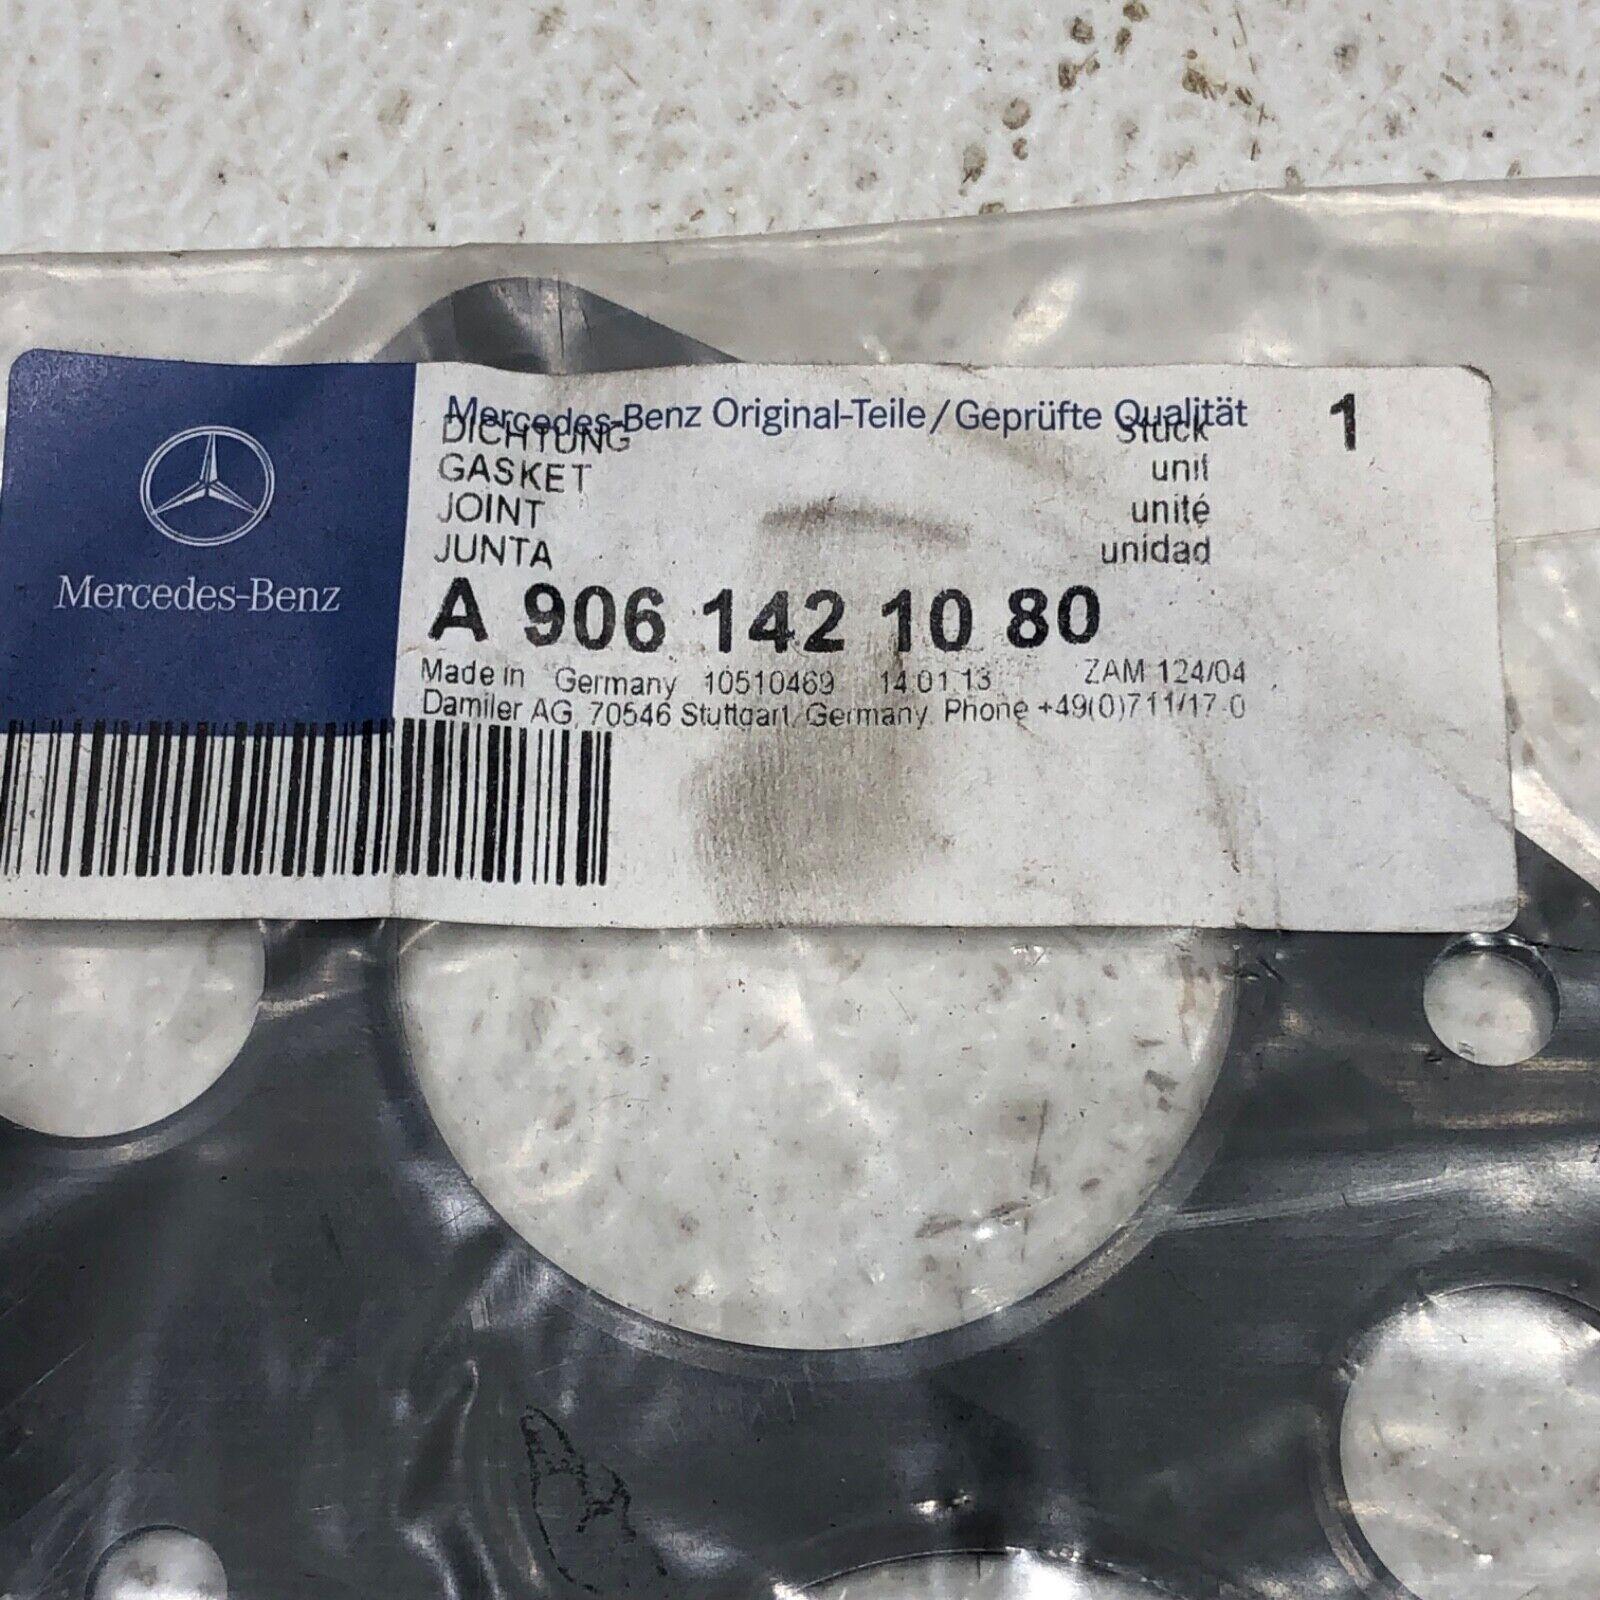 Mercedes-Benz Original-Teile/Geprüfte Qualität
DICHTUNG Stück 1
GASKET unit
JOINT unité
JUNTA unidad
Mercedes-Benz
A 906 142 10 80
Made in Germany 10510469 14.01.13 ZAM 124/04
Damiler AG, 70546 Stuttgart/Germany, Phone +49(0)711/17-0